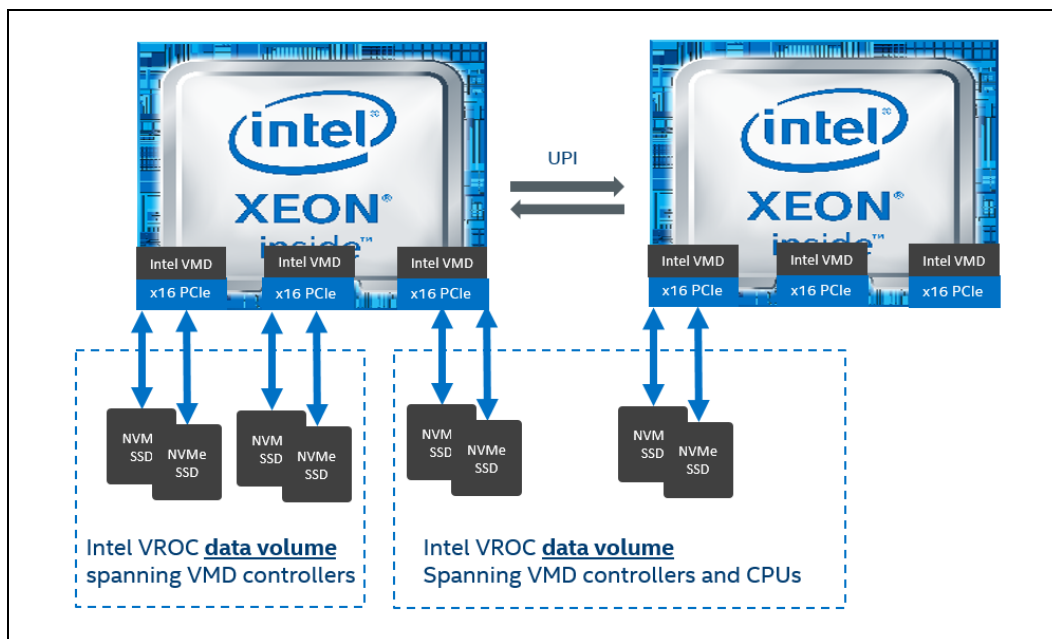 intel®
XEON®
inside™
UPI
intel®
XEON®
inside™
Intel VMD
x16 PCIe
Intel VMD
x16 PCIe
Intel VMD
x16 PCIe
Intel VMD
x16 PCIe
Intel VMD
x16 PCIe
Intel VMD
x16 PCIe
NVM
SSD
NVMe
SSD
NVM
SSD
NVMe
SSD
NVM
SSD
NVMe
SSD
NVM
SSD
NVMe
SSD
Intel VROC data volume
spanning VMD controllers
Intel VROC data volume
Spanning VMD controllers and CPUs